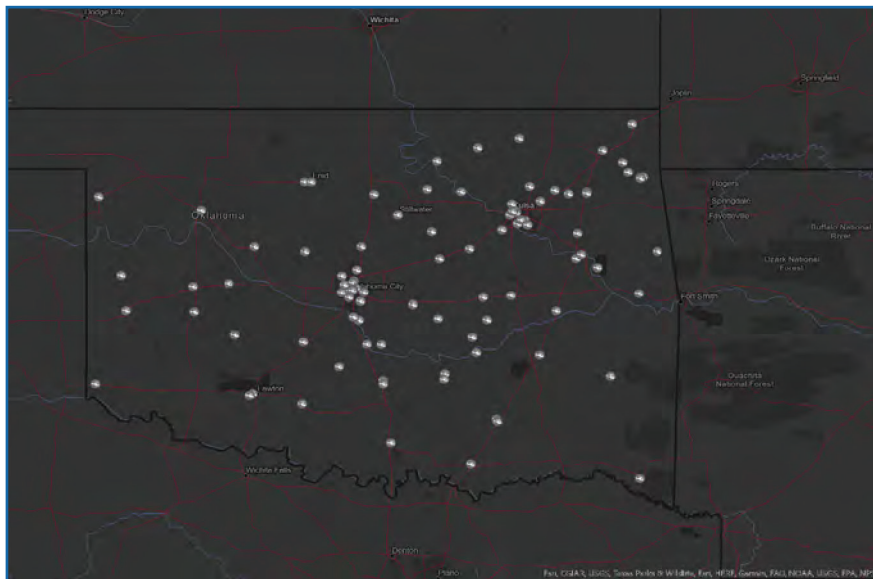 Dodge City
Wichita
Joplin
Springfield
Enid
Rogers
Springdale
Fayetteville
Stillwater
Tulsa
Oklahoma
Buffalo National
River
Ozark National
Forest
Oklahoma City
Fort Smith
Ouachita
National Forest
Lawton
Wichita Falls
Denton
Plano
Esri, CGIAR, USGS, Texas Parks & Wildlife, Esri, HERE, Garmin, FAO, NOAA, USGS, EPA, NPS